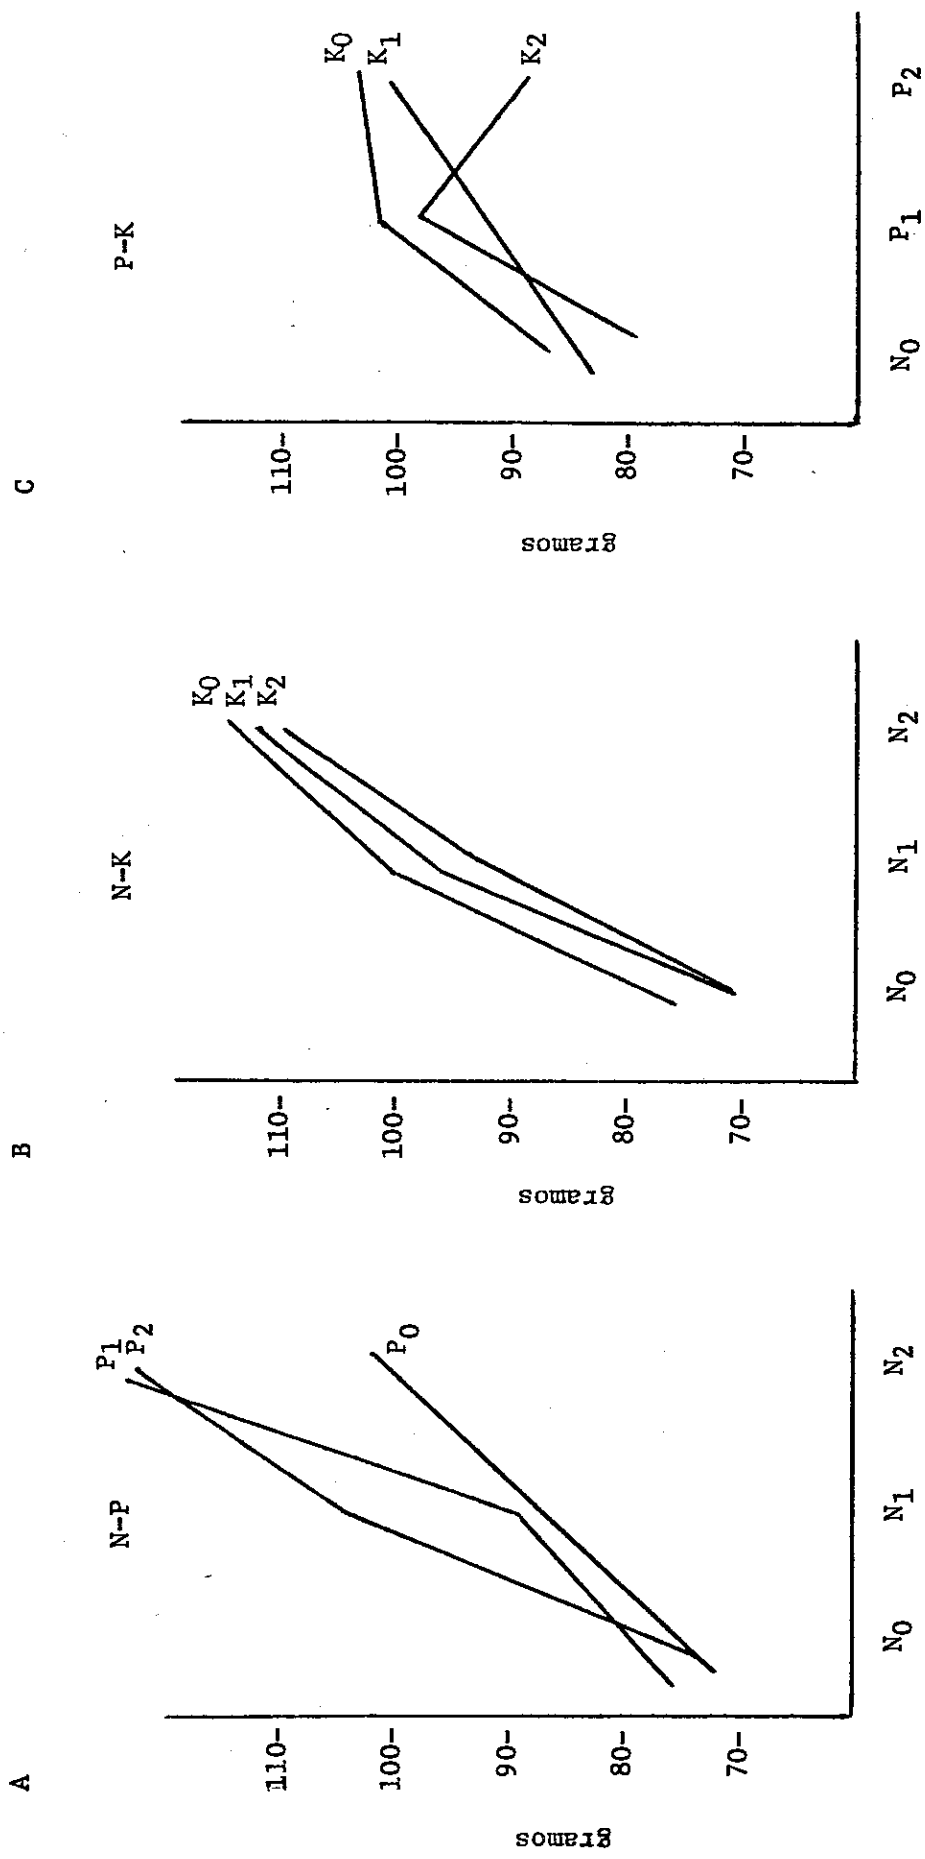 A
N-P
P1
P2
P0
110-
100-
90-
80-
70-
gramos
N0 N1 N2
B
N-K
K0
K1
K2
110-
100-
90-
80-
70-
gramos
N0 N1 N2
C
P-K
K0
K1
K2
110-
100-
90-
80-
70-
gramos
N0 P1 P2